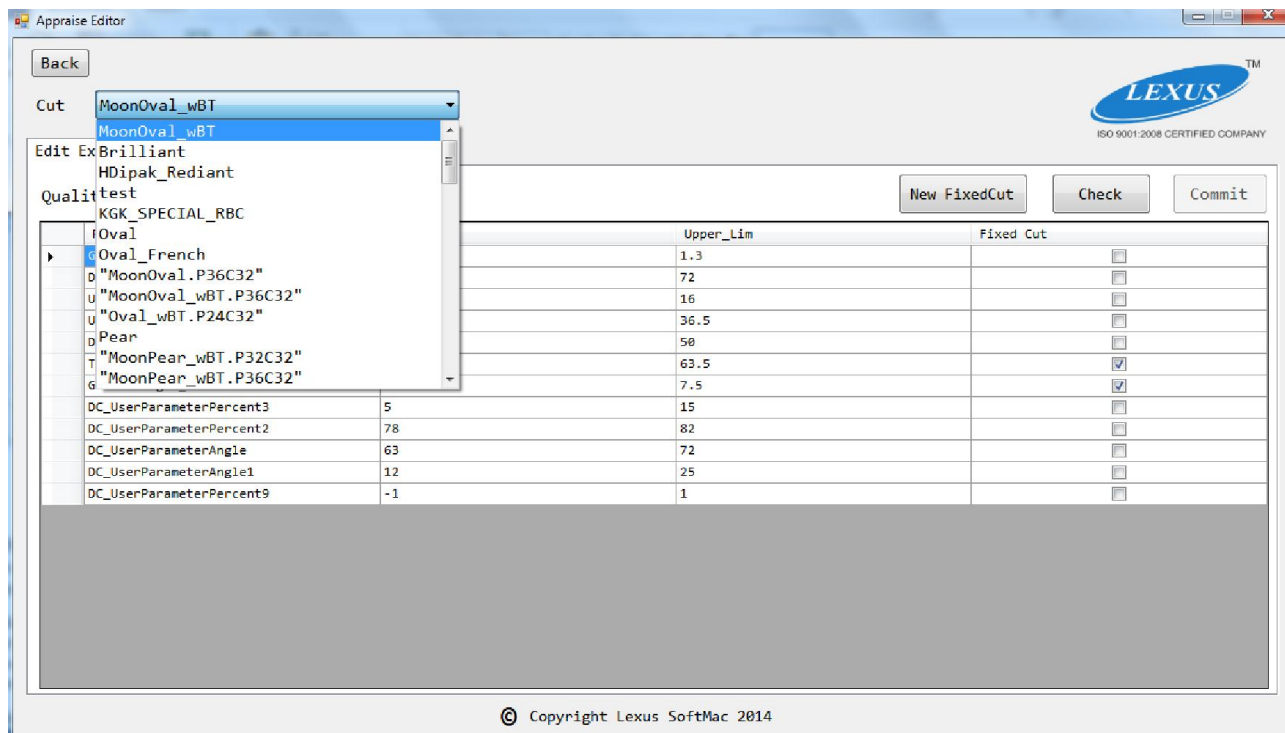 Appraise Editor
Back
TM
LEXUS
ISO 9001:2008 CERTIFIED COMPANY
Cut MoonOval_wBT
MoonOval_wBT
Brilliant
HDipak_Rediant
test
KGK_SPECIAL_RBC
Oval
Oval_French
"MoonOval.P36C32"
"MoonOval_wBT.P36C32"
"Oval_wBT.P24C32"
Pear
"MoonPear_wBT.P32C32"
"MoonPear_wBT.P36C32"
Edit Ex
Qualit
New FixedCut Check Commit
Upper_Lim Fixed Cut
G 1.3
D 72
U 16
U 36.5
D 50
T 63.5
G 7.5
DC_UserParameterPercent3 5 15
DC_UserParameterPercent2 78 82
DC_UserParameterAngle 63 72
DC_UserParameterAngle1 12 25
DC_UserParameterPercent9 -1 1
© Copyright Lexus SoftMac 2014